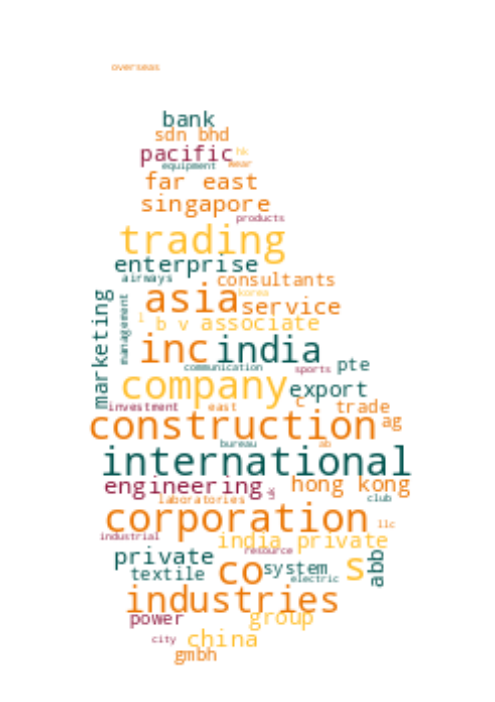 overseas
bank
sdn bhd
pacific hk
equipment wear
far east
singapore
products
trading
enterprise
airways consultants
korea
marketing
management
asia service
l b v associate
inc india
communication sports pte
company export
investment east c trade
construction ag
bureau ab
international
engineering uk hong kong
laboratories club
corporation llc
industrial india private
resource
private co system s abb
textile electric
industries
power group
city china
gmbh